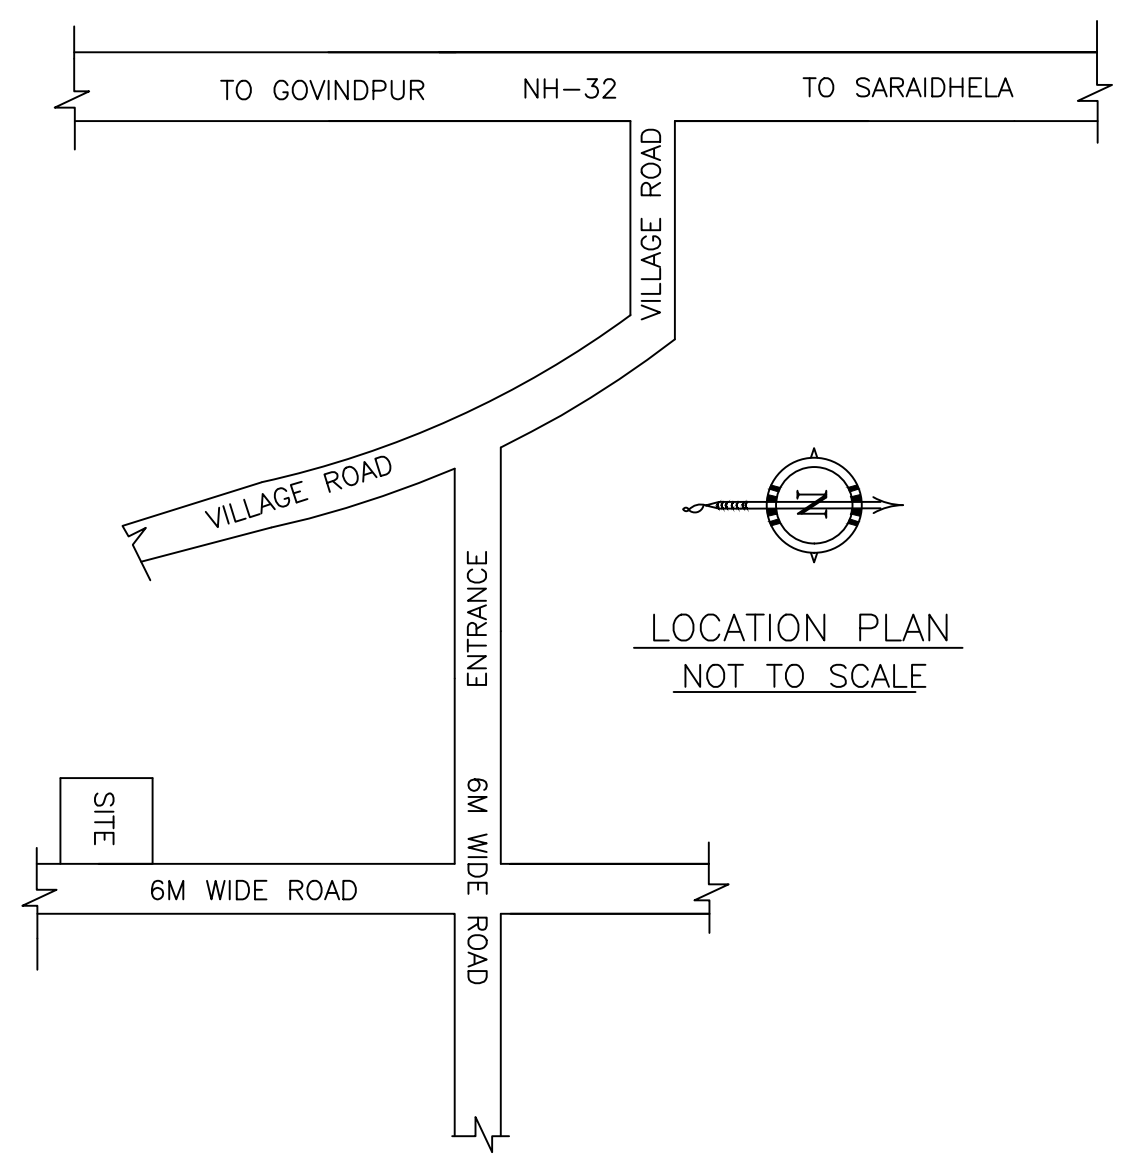 TO GOVINDPUR NH-32 TO SARAIDHELA
VILLAGE ROAD
VILLAGE ROAD
N
ENTRANCE
LOCATION PLAN
NOT TO SCALE
SITE
6M WIDE ROAD
6M WIDE ROAD